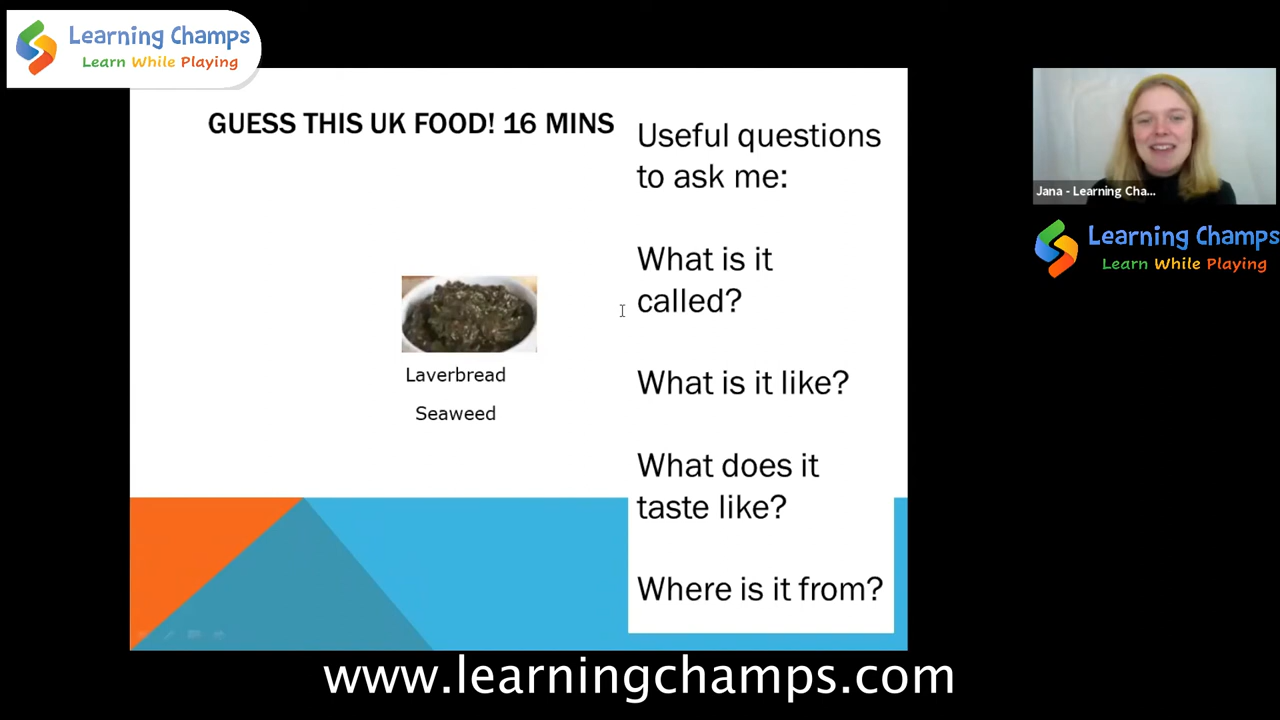 Learning Champs
Learn While Playing
GUESS THIS UK FOOD! 16 MINS
Laverbread
Seaweed
Useful questions
to ask me:
What is it
called?
What is it like?
What does it
taste like?
Where is it from?
Jana - Learning Cha...
Learning Champs
Learn While Playing
www.learningchamps.com